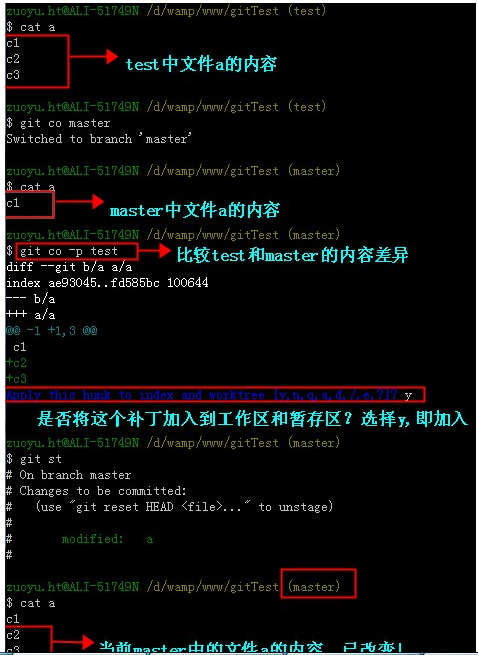 zuoyu.ht@ALI-51749N /d/wamp/www/gitTest (test)
$ cat a
c1
c2
c3
test中文件a的内容
zuoyu.ht@ALI-51749N /d/wamp/www/gitTest (test)
$ git co master
Switched to branch 'master'
zuoyu.ht@ALI-51749N /d/wamp/www/gitTest (master)
$ cat a
c1
master中文件a的内容
zuoyu.ht@ALI-51749N /d/wamp/www/gitTest (master)
$ git co -p test
比较test和master的内容差异
diff --git b/a a/a
index ae93045..fd585bc 100644
--- b/a
+++ a/a
@@ -1 +1,3 @@
c1
+c2
+c3
Apply this hunk to index and worktree [y,n,q,a,d,/,e,?]? y
是否将这个补丁加入到工作区和暂存区？选择y,即加入
zuoyu.ht@ALI-51749N /d/wamp/www/gitTest (master)
$ git st
# On branch master
# Changes to be committed:
#   (use "git reset HEAD <file>..." to unstage)
#
#       modified:   a
#
zuoyu.ht@ALI-51749N /d/wamp/www/gitTest (master)
$ cat a
c1
c2
c3
当前master中的文件a的内容，已改变!